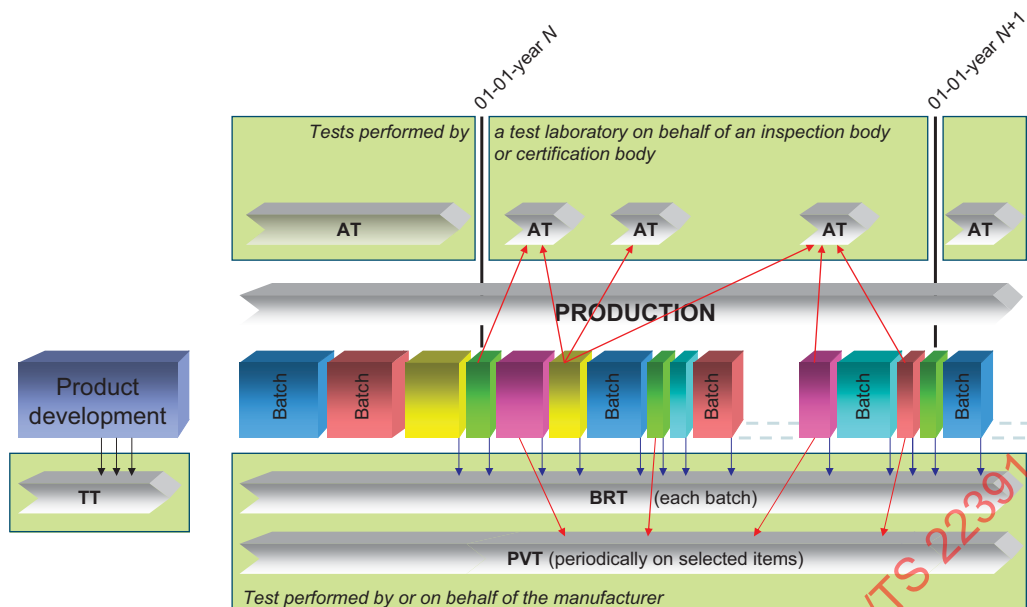 01-01-year N
01-01-year N+1
Tests performed by
a test laboratory on behalf of an inspection body
or certification body
AT
AT
AT
AT
AT
PRODUCTION
Product
development
Batch
Batch
Batch
Batch
Batch
Batch
TT
BRT (each batch)
PVT (periodically on selected items)
Test performed by or on behalf of the manufacturer
/TS 22391